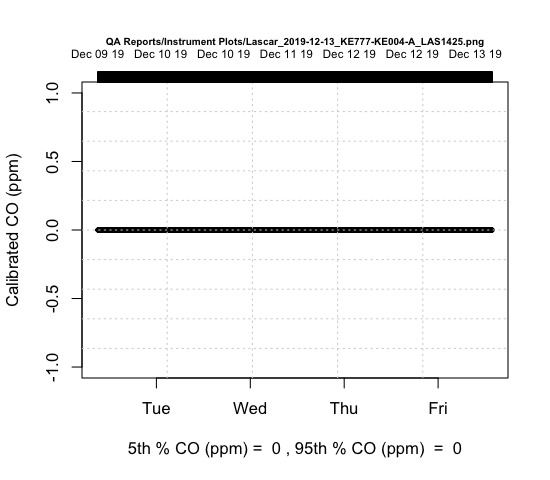 QA Reports/Instrument Plots/Lascar_2019-12-13_KE777-KE004-A_LAS1425.png
Dec 09 19 Dec 10 19 Dec 10 19 Dec 11 19 Dec 12 19 Dec 12 19 Dec 13 19
Calibrated CO (ppm)
1.0
0.5
0.0
-0.5
-1.0
Tue Wed Thu Fri
5th % CO (ppm) = 0 , 95th % CO (ppm) = 0